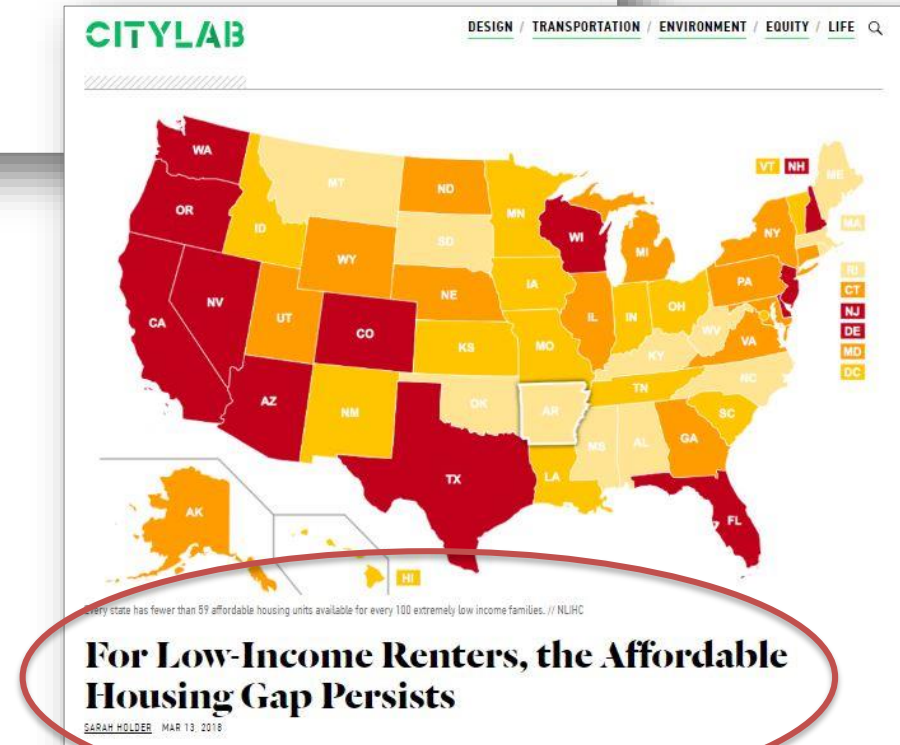 CITYLAB
DESIGN / TRANSPORTATION / ENVIRONMENT / EQUITY / LIFE
WA
MT
ND
VT NH
ME
OR
ID
MN
SD
WI
NY
MA
WY
MI
RI
IA
PA
CT
NE
NV
NJ
UT
IL
IN
OH
DE
CA
CO
WV
VA
MD
KS
MO
KY
DC
NC
TN
AZ
OK
NM
AR
SC
MS
AL
GA
LA
TX
AK
FL
HI
Every state has fewer than 59 affordable housing units available for every 100 extremely low income families. // NLIHC
For Low-Income Renters, the Affordable
Housing Gap Persists
SARAH HOLDER MAR 13, 2018